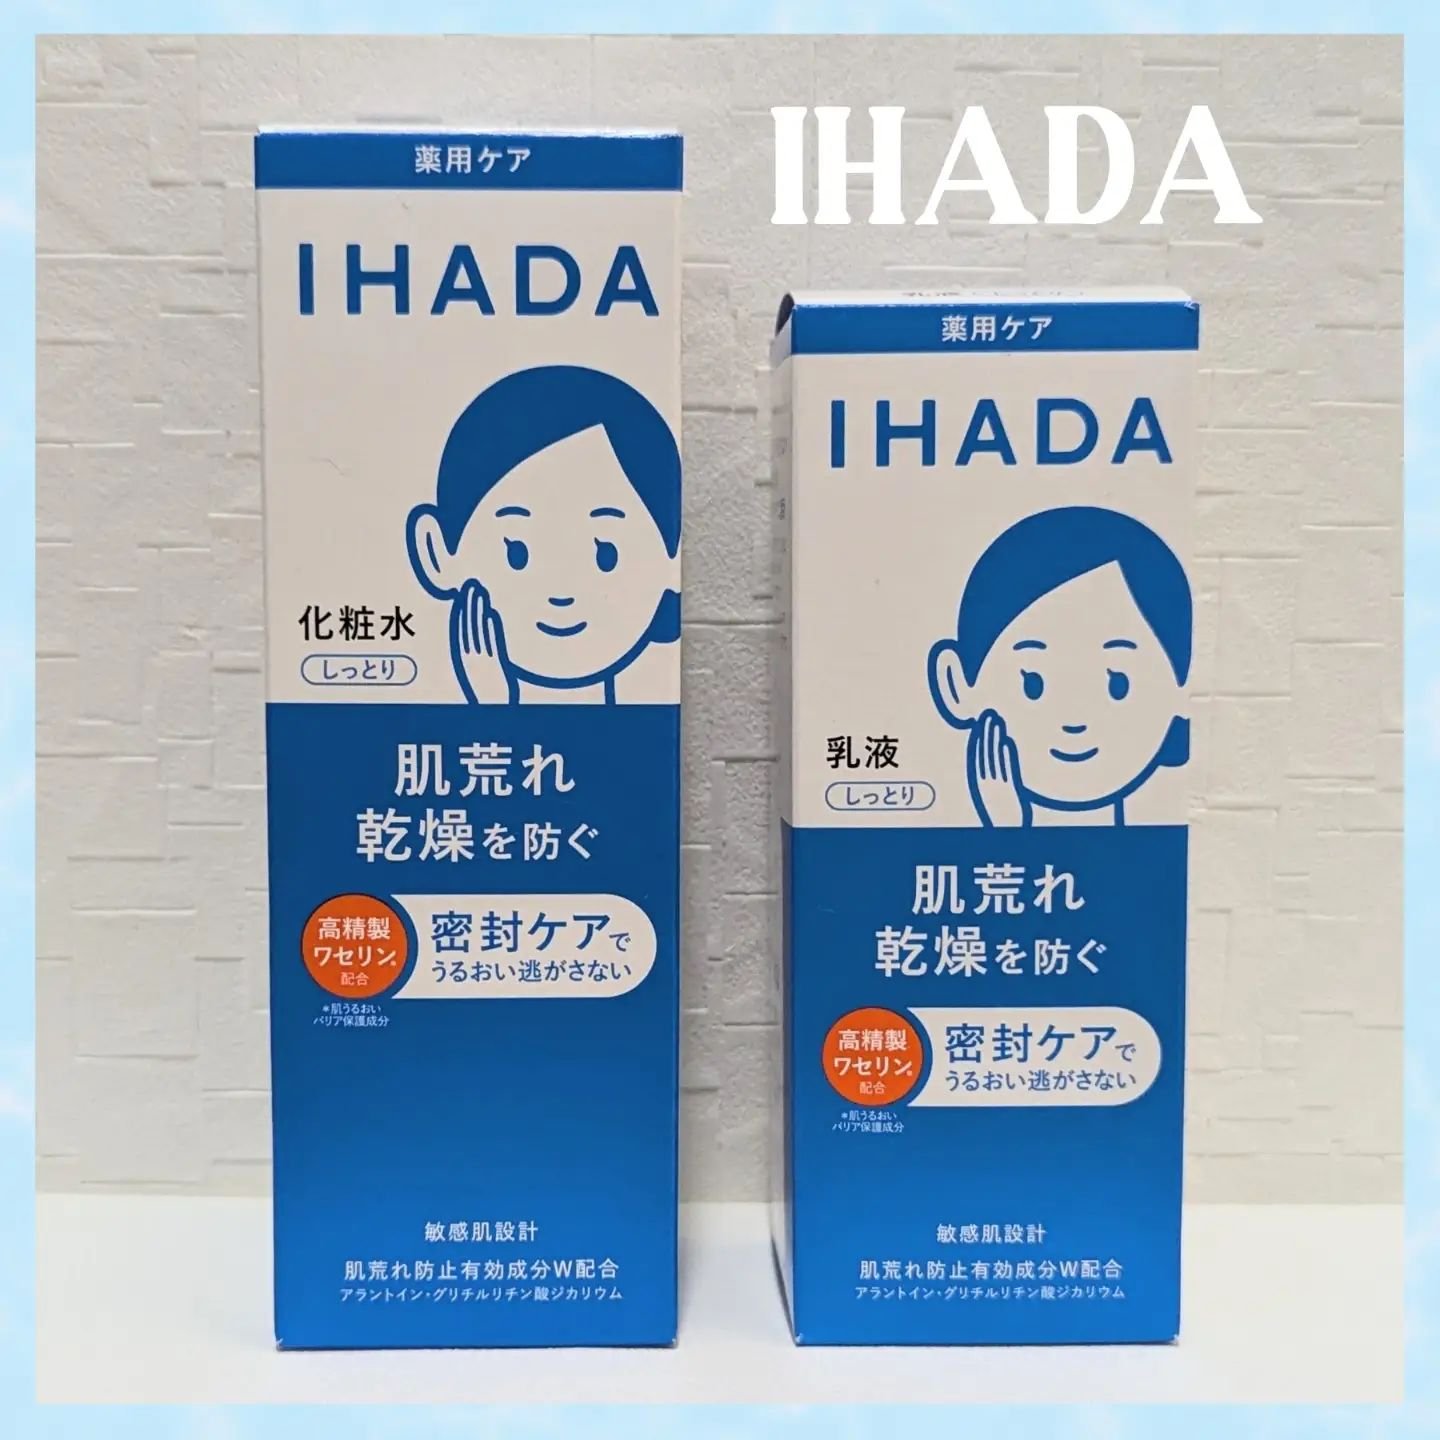 IHADA
薬用ケア
IHADA
化粧水
しっとり
肌荒れ
乾燥を防ぐ
高精製
ワセリン*
配合
密封ケアで
うるおい逃がさない
*肌うるおい
バリア保護成分
敏感肌設計
肌荒れ防止有効成分W配合
アラントイン・グリチルリチン酸ジカリウム
薬用ケア
IHADA
乳液
しっとり
肌荒れ
乾燥を防ぐ
高精製
ワセリン*
配合
密封ケアで
うるおい逃がさない
*肌うるおい
バリア保護成分
敏感肌設計
肌荒れ防止有効成分W配合
アラントイン・グリチルリチン酸ジカリウム